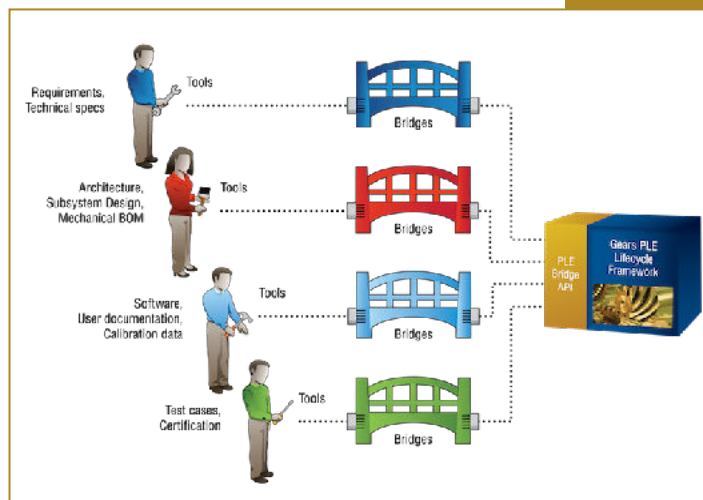 Requirements,
Technical specs
Tools
Bridges
Architecture,
Subsystem Design,
Mechanical BOM
Tools
Bridges
PLE
Bridge
API
Gears PLE
Lifecycle
Framework
Software,
User documentation,
Calibration data
Tools
Bridges
Test cases,
Certification
Tools
Bridges